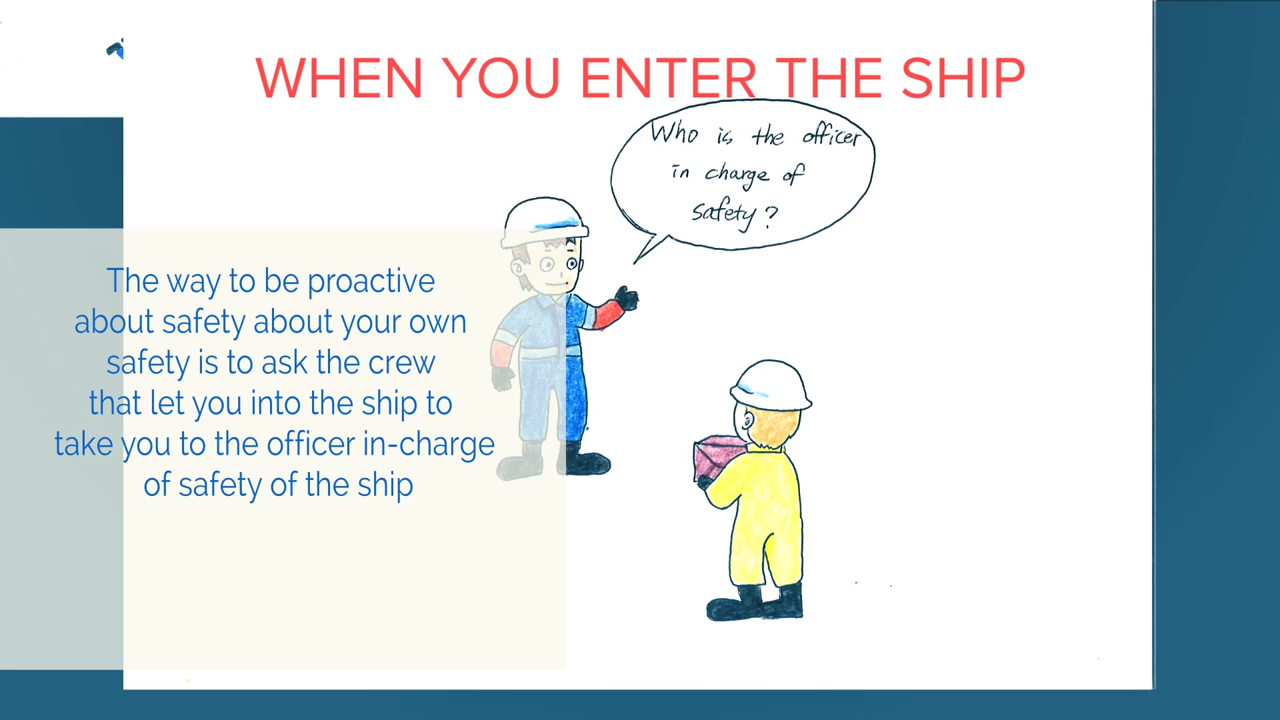 WHEN YOU ENTER THE SHIP
Who is the officer
in charge of
safety?
The way to be proactive
about safety about your own
safety is to ask the crew
that let you into the ship to
take you to the officer in-charge
of safety of the ship